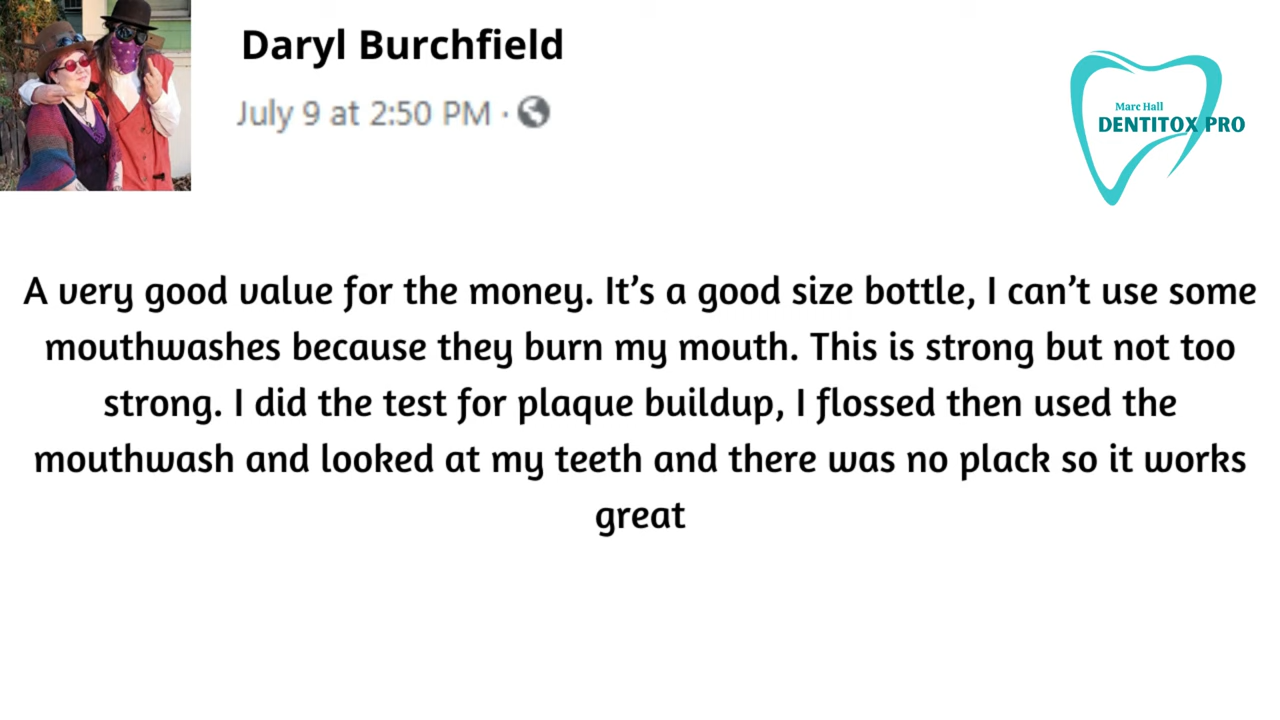 Daryl Burchfield
July 9 at 2:50 PM ·
Marc Hall
DENTITOX PRO
A very good value for the money. It’s a good size bottle, I can’t use some
mouthwashes because they burn my mouth. This is strong but not too
strong. I did the test for plaque buildup, I flossed then used the
mouthwash and looked at my teeth and there was no plack so it works
great